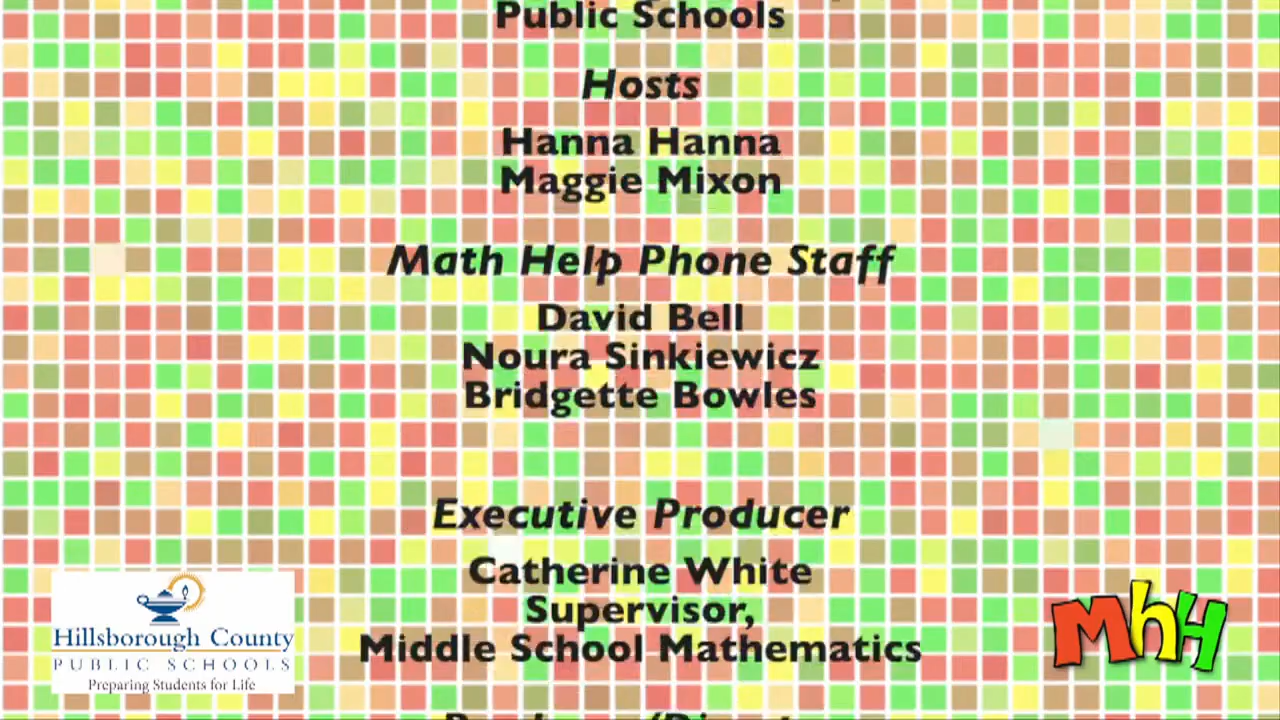 Public Schools
Hosts
Hanna Hanna
Maggie Mixon
Math Help Phone Staff
David Bell
Noura Sinkiewicz
Bridgette Bowles
Executive Producer
Catherine White
Supervisor,
Middle School Mathematics
Hillsborough County
PUBLIC SCHOOLS
Preparing Students for Life
MhH